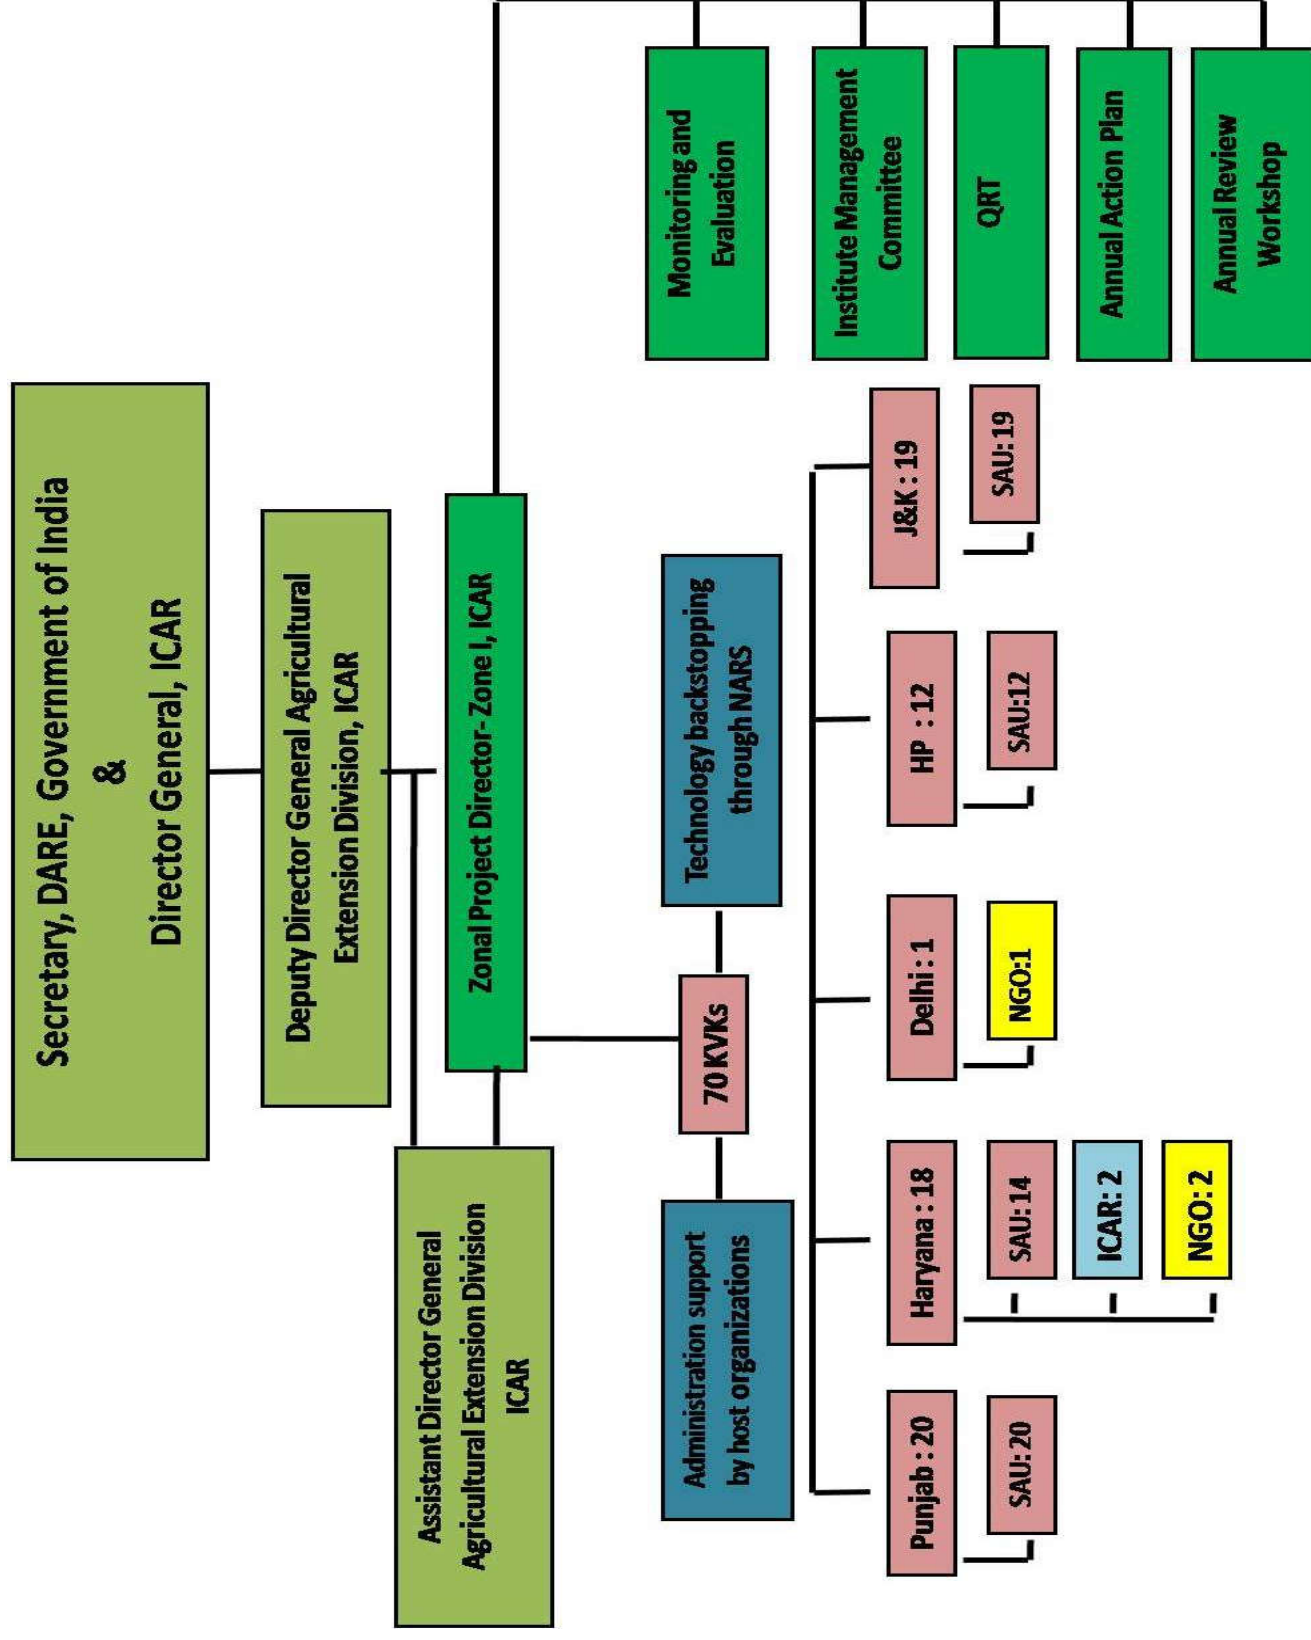 Secretary, DARE, Government of India
&
Director General, ICAR
Deputy Director General Agricultural
Extension Division, ICAR
Assistant Director General
Agricultural Extension Division
ICAR
Zonal Project Director- Zone I, ICAR
Administration support
by host organizations
70 KVKs
Technology backstopping
through NARS
Monitoring and
Evaluation
Institute Management
Committee
QRT
Annual Action Plan
Annual Review
Workshop
Punjab : 20
SAU: 20
Haryana : 18
SAU: 14
ICAR: 2
NGO: 2
Delhi : 1
NGO:1
HP : 12
SAU:12
J&K : 19
SAU: 19